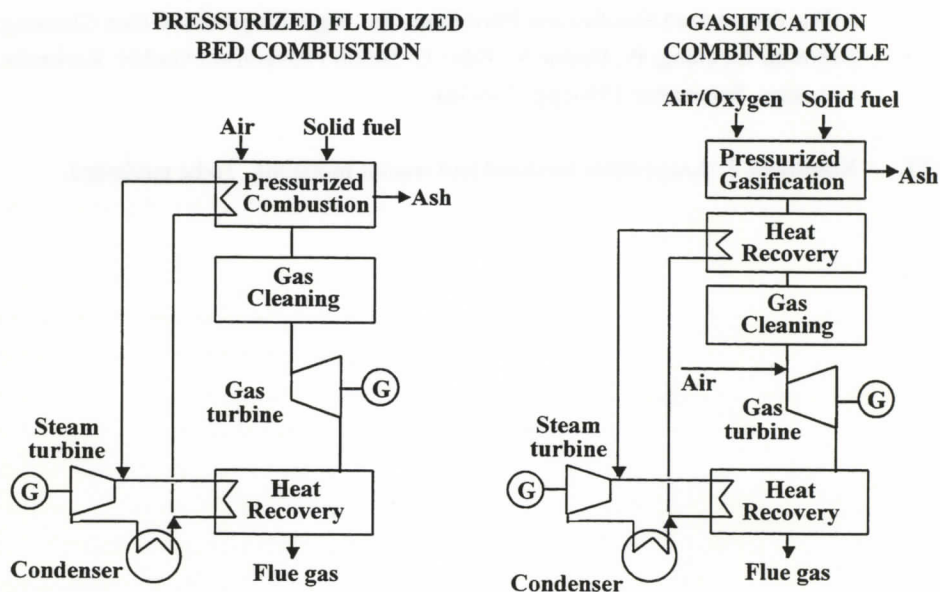 PRESSURIZED FLUIDIZED
BED COMBUSTION
Air
Solid fuel
Pressurized
Combustion
Ash
Gas
Cleaning
Gas
turbine
G
Steam
turbine
G
Heat
Recovery
Condenser
Flue gas
GASIFICATION
COMBINED CYCLE
Air/Oxygen
Solid fuel
Pressurized
Gasification
Ash
Heat
Recovery
Gas
Cleaning
Air
Gas
turbine
G
Steam
turbine
G
Heat
Recovery
Condenser
Flue gas